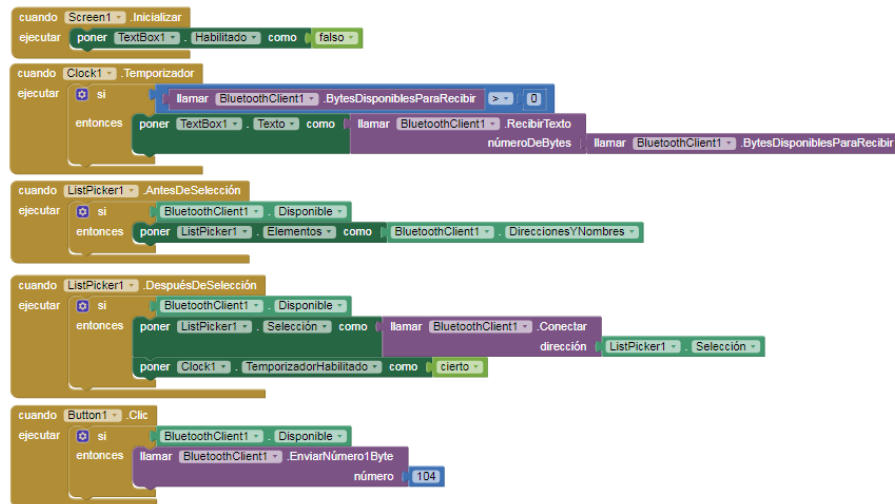 cuando Screen1 .Inicializar
ejecutar poner TextBox1 . Habilitado como falso
cuando Clock1 .Temporizador
ejecutar si llamar BluetoothClient1 .BytesDisponiblesParaRecibir > 0
entonces poner TextBox1 . Texto como llamar BluetoothClient1 .RecibirTexto
númeroDeBytes llamar BluetoothClient1 .BytesDisponiblesParaRecibir
cuando ListPicker1 .AntesDeSelección
ejecutar si BluetoothClient1 . Disponible
entonces poner ListPicker1 . Elementos como BluetoothClient1 . DireccionesYNombres
cuando ListPicker1 .DespuésDeSelección
ejecutar si BluetoothClient1 . Disponible
entonces poner ListPicker1 . Selección como llamar BluetoothClient1 .Conectar
dirección ListPicker1 . Selección
poner Clock1 . TemporizadorHabilitado como cierto
cuando Button1 .Clic
ejecutar si BluetoothClient1 . Disponible
entonces llamar BluetoothClient1 .EnviarNúmero1Byte
número 104